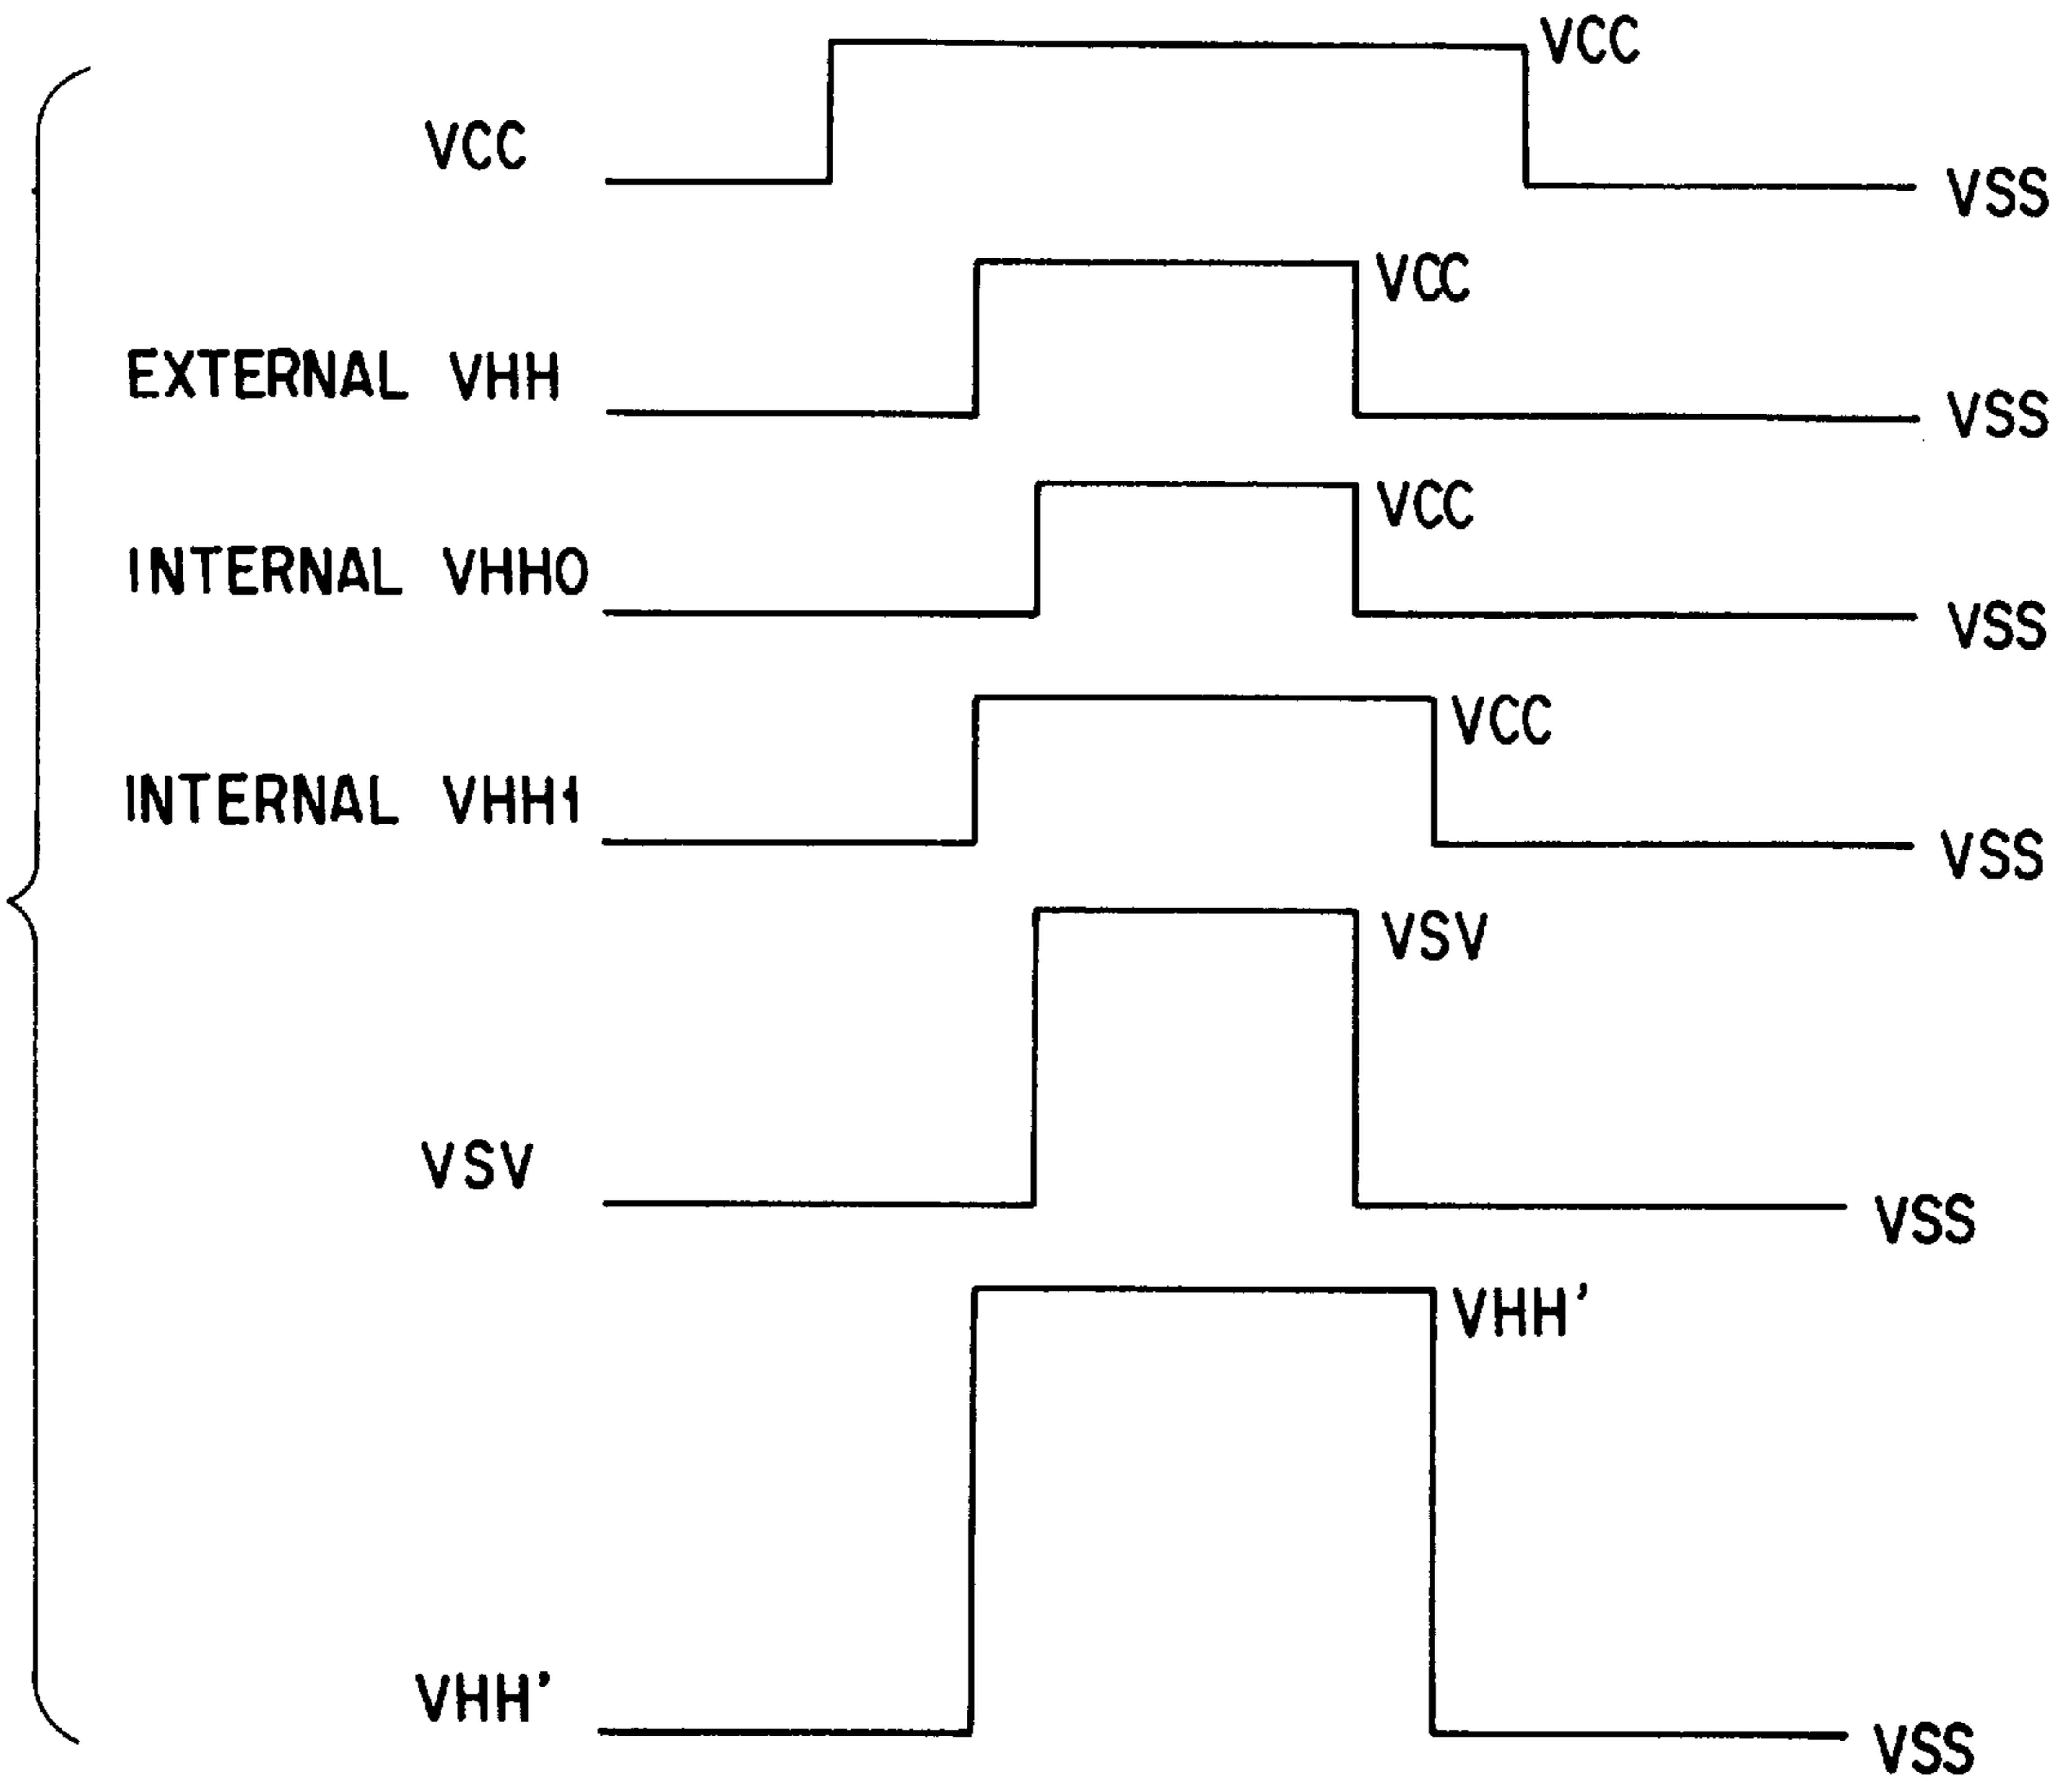 VCC
VCC
VSS
VCC
EXTERNAL VHH
VSS
VCC
INTERNAL VHH0
VSS
VCC
INTERNAL VHH1
VSS
VSV
VSV
VSS
VHH'
VHH'
VSS